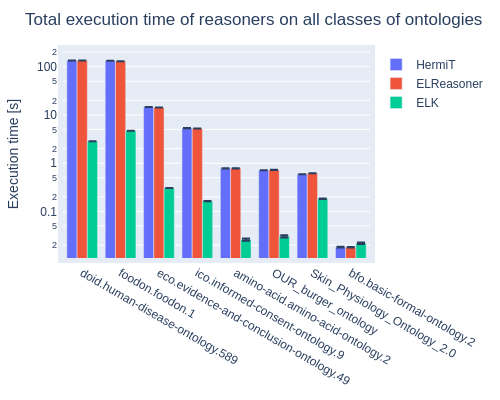 Total execution time of reasoners on all classes of ontologies
Execution time [s]
2
100
5
2
10
5
2
1
5
2
0.1
5
2
HermiT
ELReasoner
ELK
doid.human-disease-ontology.589
foodon.foodon.1
eco.evidence-and-conclusion-ontology.49
ico.informed-consent-ontology.9
amino-acid.amino-acid-ontology.2
OUR_burger_ontology
Skin_Physiology_Ontology_2.0
bfo.basic-formal-ontology.2